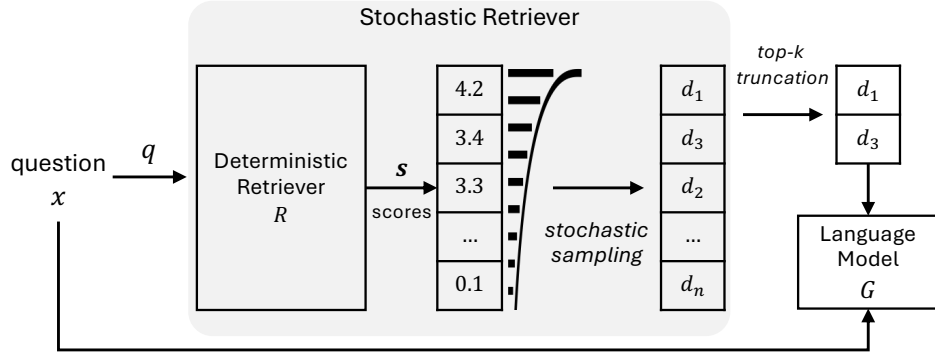 Stochastic Retriever
question
x
q
Deterministic
Retriever
R
s
scores
4.2
3.4
3.3
...
0.1
stochastic
sampling
d₁
d₃
d₂
...
dₙ
top-k
truncation
d₁
d₃
Language
Model
G